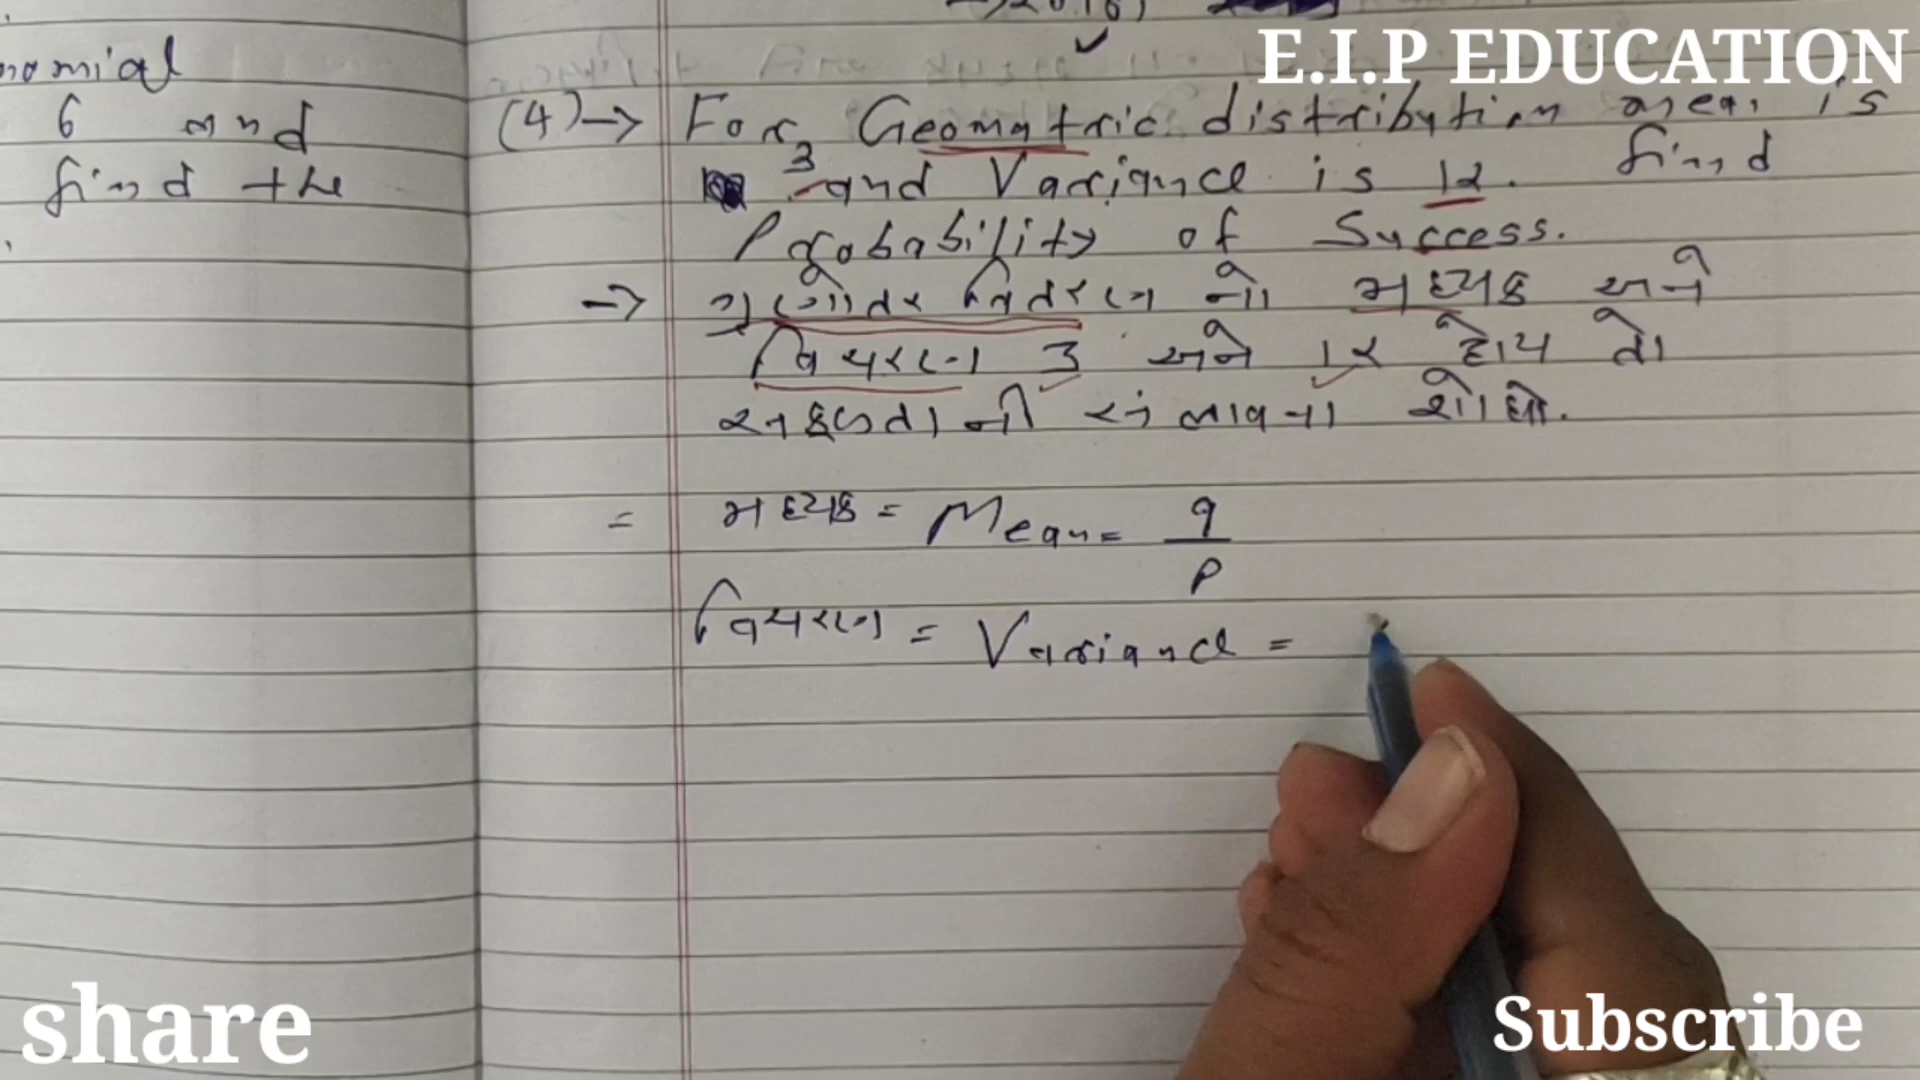 E.I.P EDUCATION
nomial
6 and
find the
(4) → For Geometric distribution mean is
3 and Variance is 12. find
Probability of Success.
→ ગુણોત્તર વિતરણ નો મધ્યક અને
વિચરણ 3 અને 12 હોય તો
સફળતા ની સંભાવના શોધો.
= મધ્યક = Mean = q
p
વિચરણ = Variance =
share
Subscribe